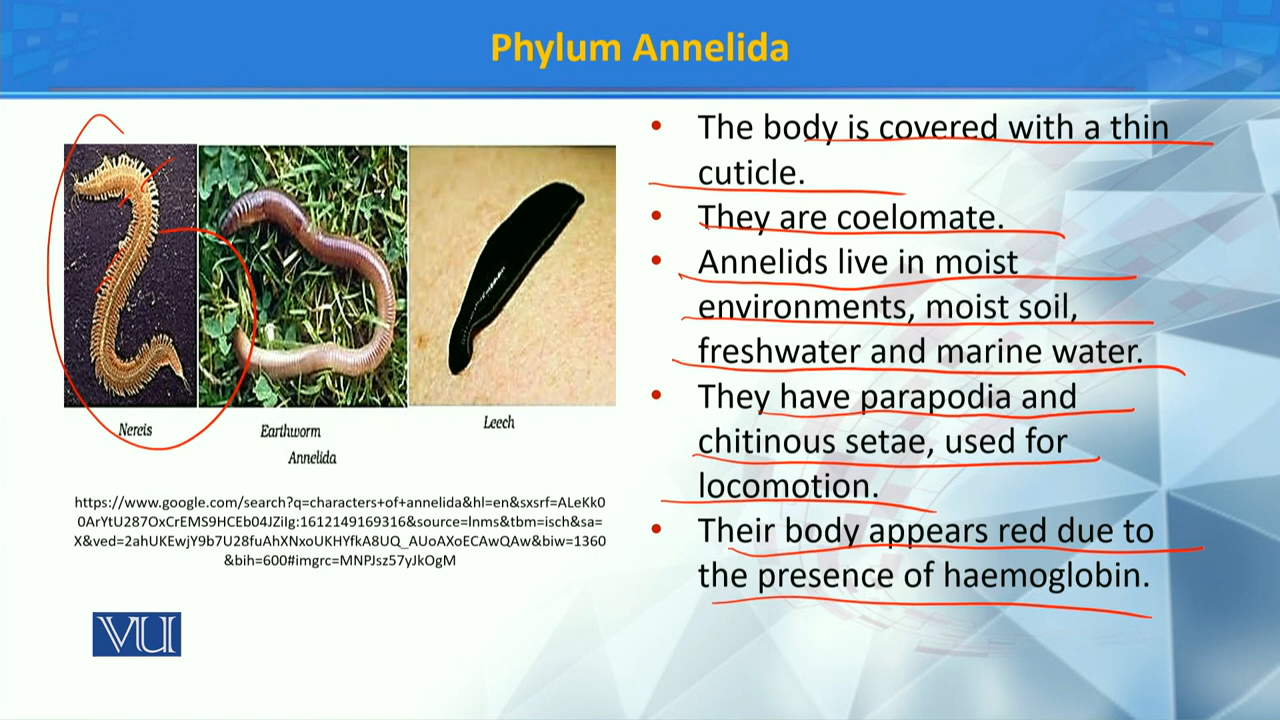 Phylum Annelida
Nereis
Earthworm
Leech
Annelida
https://www.google.com/search?q=characters+of+annelida&hl=en&sxsrf=ALeKk0
0ArYtU287OxCrEMS9HCEb04JZiIg:1612149169316&source=lnms&tbm=isch&sa=
X&ved=2ahUKEwjY9b7U28fuAhXNxoUKHYfkA8UQ_AUoAXoECAwQAw&biw=1360
&bih=600#imgrc=MNPJsz57yJkOgM
VU
• The body is covered with a thin
cuticle.
• They are coelomate.
• Annelids live in moist
environments, moist soil,
freshwater and marine water.
• They have parapodia and
chitinous setae, used for
locomotion.
• Their body appears red due to
the presence of haemoglobin.